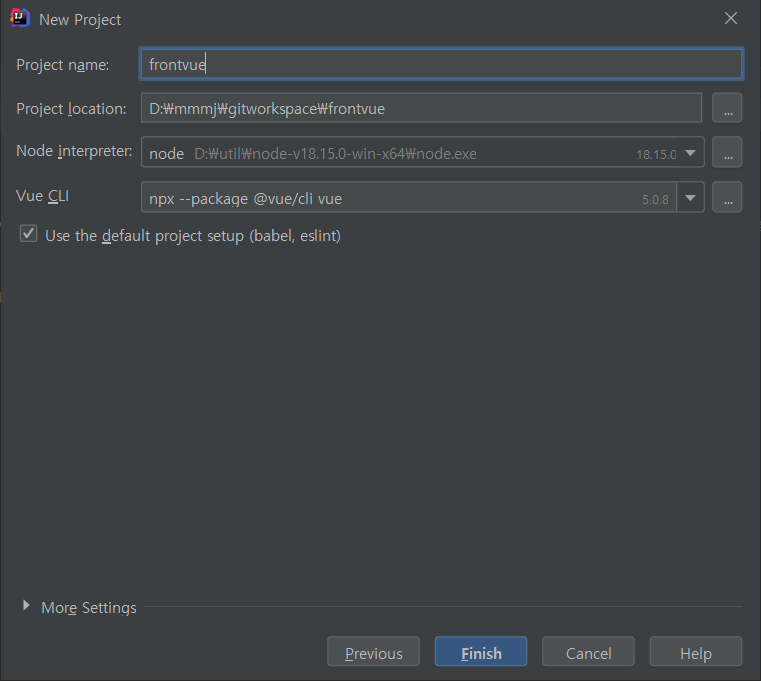 New Project
Project name: frontvue
Project location: D:₩mmmj₩gitworkspace₩frontvue ...
Node interpreter: node D:₩util₩node-v18.15.0-win-x64₩node.exe 18.15.0 ...
Vue CLI npx --package @vue/cli vue 5.0.8 ...
Use the default project setup (babel, eslint)
More Settings
Previous Finish Cancel Help